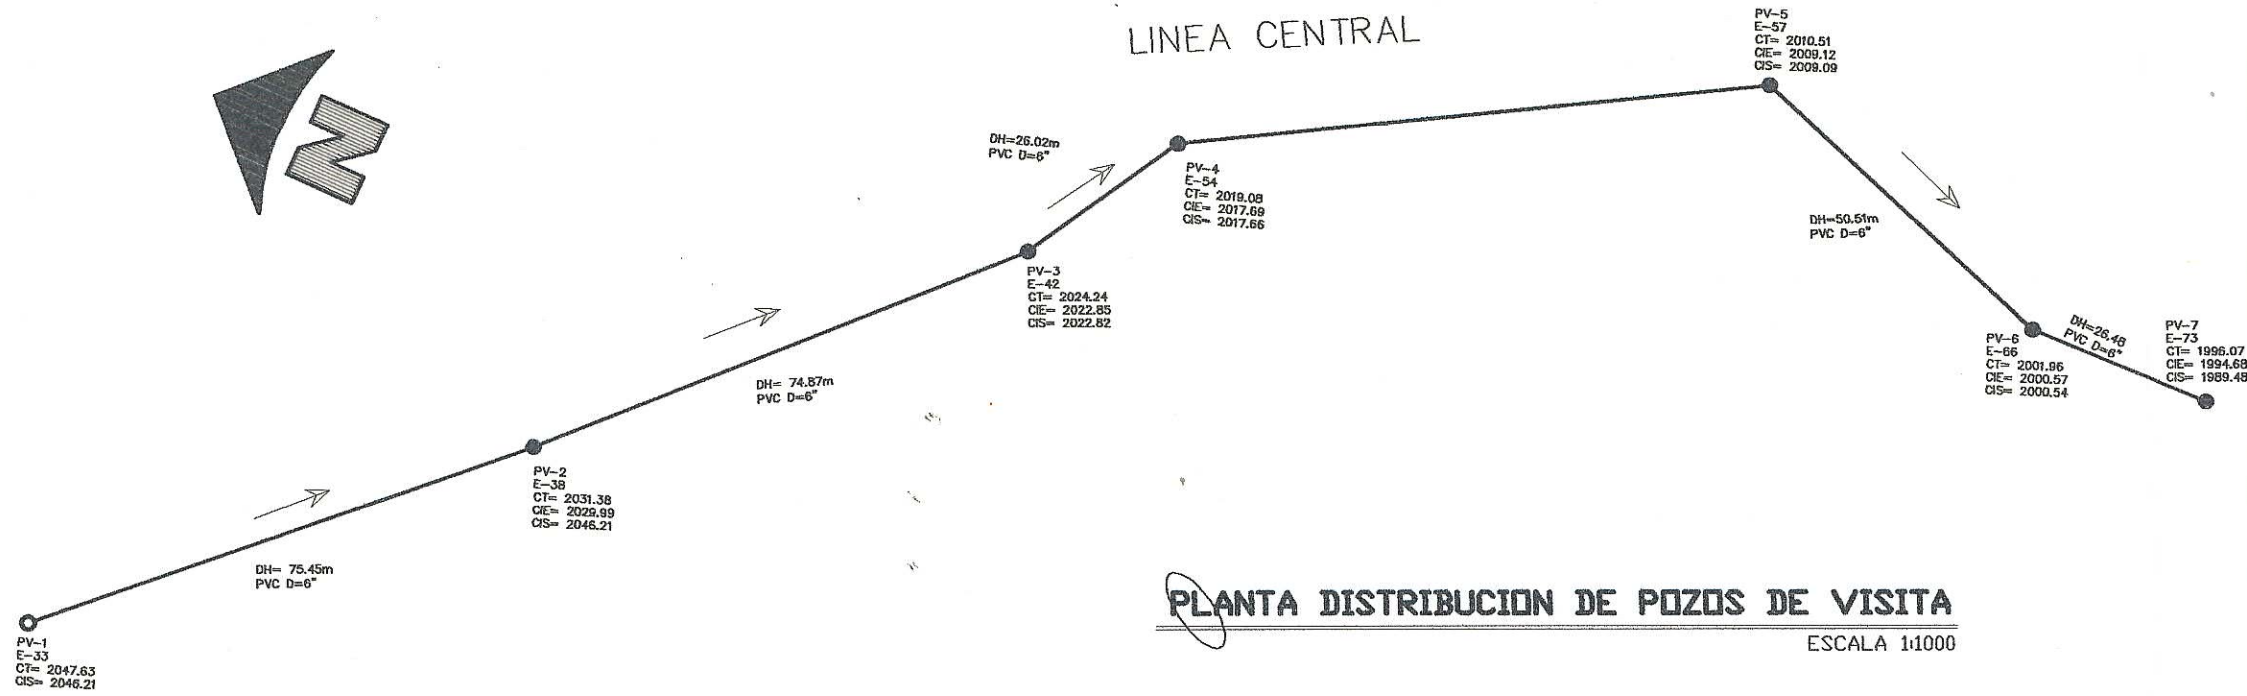 LINEA CENTRAL
PV-5
E-57
CT= 2010.51
CIE= 2009.12
CIS= 2009.09
N
DH=26.02m
PVC D=6"
PV-4
E-54
CT= 2019.08
CIE= 2017.69
CIS= 2017.66
DH=50.51m
PVC D=6"
PV-3
E-42
CT= 2024.24
CIE= 2022.85
CIS= 2022.82
DH=26.48
PVC D=6"
PV-7
E-73
CT= 1996.07
CIE= 1994.68
CIS= 1989.48
PV-6
E-66
CT= 2001.96
CIE= 2000.57
CIS= 2000.54
DH= 74.87m
PVC D=6"
PV-2
E-38
CT= 2031.38
CIE= 2029.99
CIS= 2046.21
DH= 75.45m
PVC D=6"
PV-1
E-33
CT= 2047.63
CIS= 2046.21
PLANTA DISTRIBUCION DE POZOS DE VISITA
ESCALA 1:1000